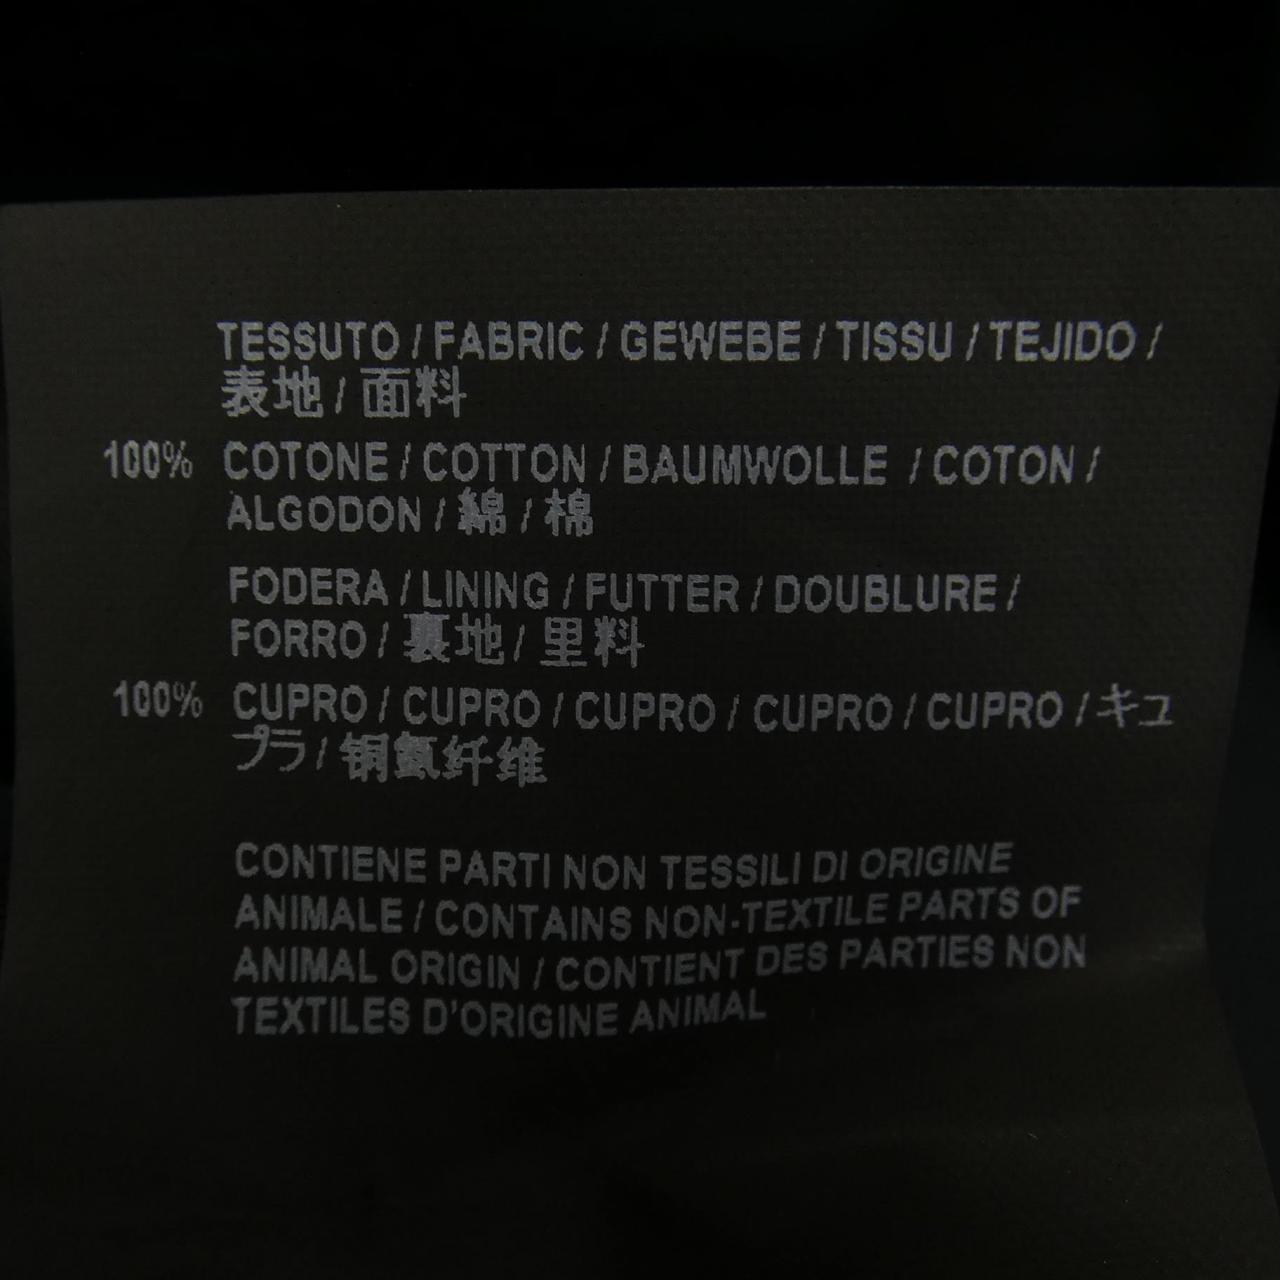 TESSUTO / FABRIC / GEWEBE / TISSU / TEJIDO /
表地 / 面料
100% COTONE / COTTON / BAUMWOLLE / COTON /
ALGODON / 綿 / 棉
FODERA / LINING / FUTTER / DOUBLURE /
FORRO / 裏地 / 里料
100% CUPRO / CUPRO / CUPRO / CUPRO / CUPRO / キュ
プラ / 铜氨纤维
CONTIENE PARTI NON TESSILI DI ORIGINE
ANIMALE / CONTAINS NON-TEXTILE PARTS OF
ANIMAL ORIGIN / CONTIENT DES PARTIES NON
TEXTILES D'ORIGINE ANIMAL